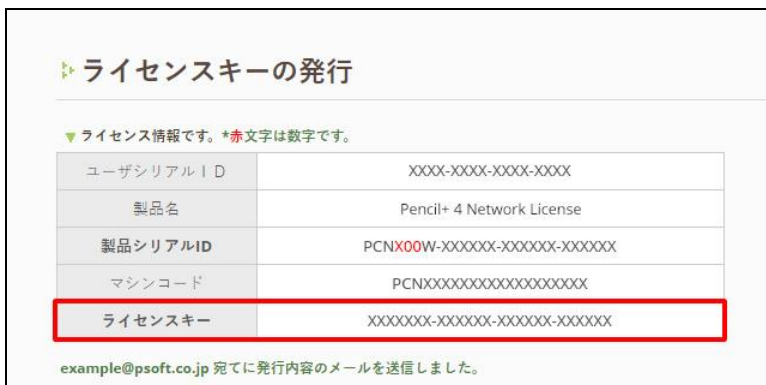 ライセンスキーの発行
ライセンス情報です。*赤文字は数字です。
ユーザシリアルＩＤ XXXX-XXXX-XXXX-XXXX
製品名 Pencil+ 4 Network License
製品シリアルID PCNX00W-XXXXXX-XXXXXX-XXXXXX
マシンコード PCNXXXXXXXXXXXXXXXXXX
ライセンスキー XXXXXXX-XXXXXX-XXXXXX-XXXXXX
example@psoft.co.jp 宛てに発行内容のメールを送信しました。